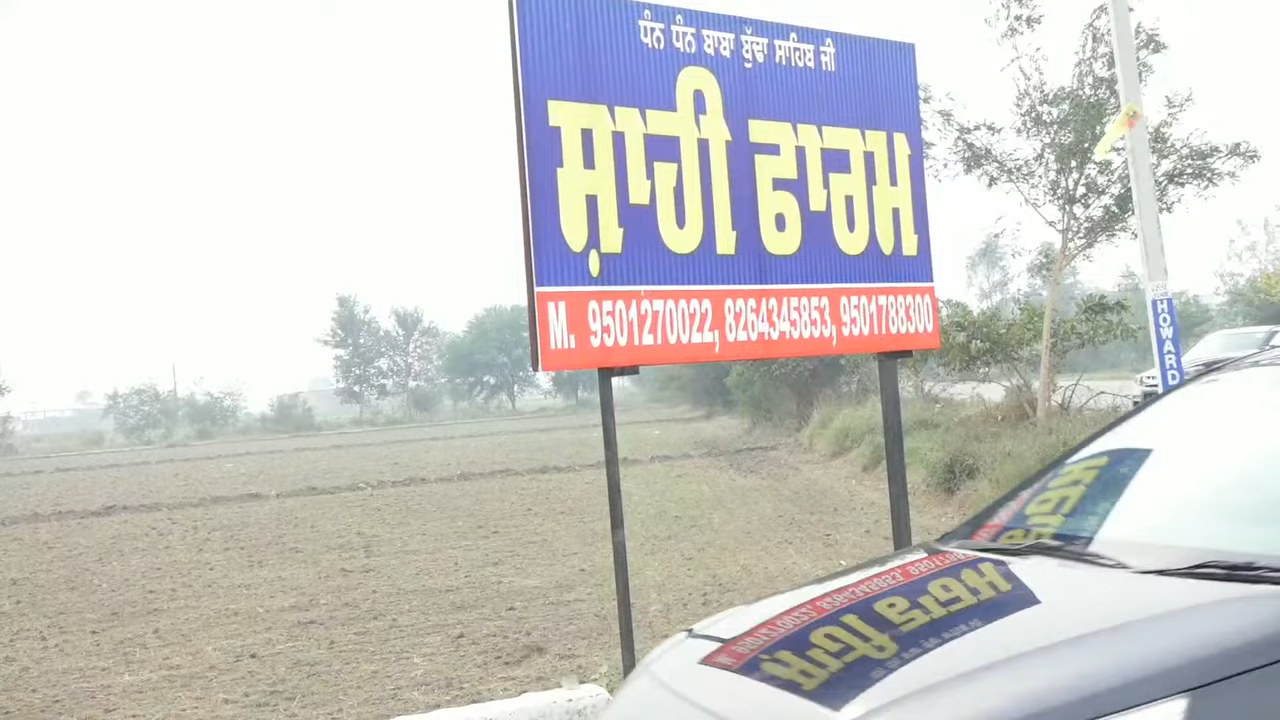 ਧੰਨ ਧੰਨ ਬਾਬਾ ਬੁੱਢਾ ਸਾਹਿਬ ਜੀ
ਸ਼ਾਹੀ ਫਾਰਮ
M. 9501270022, 8264345853, 9501788300
HOWARD